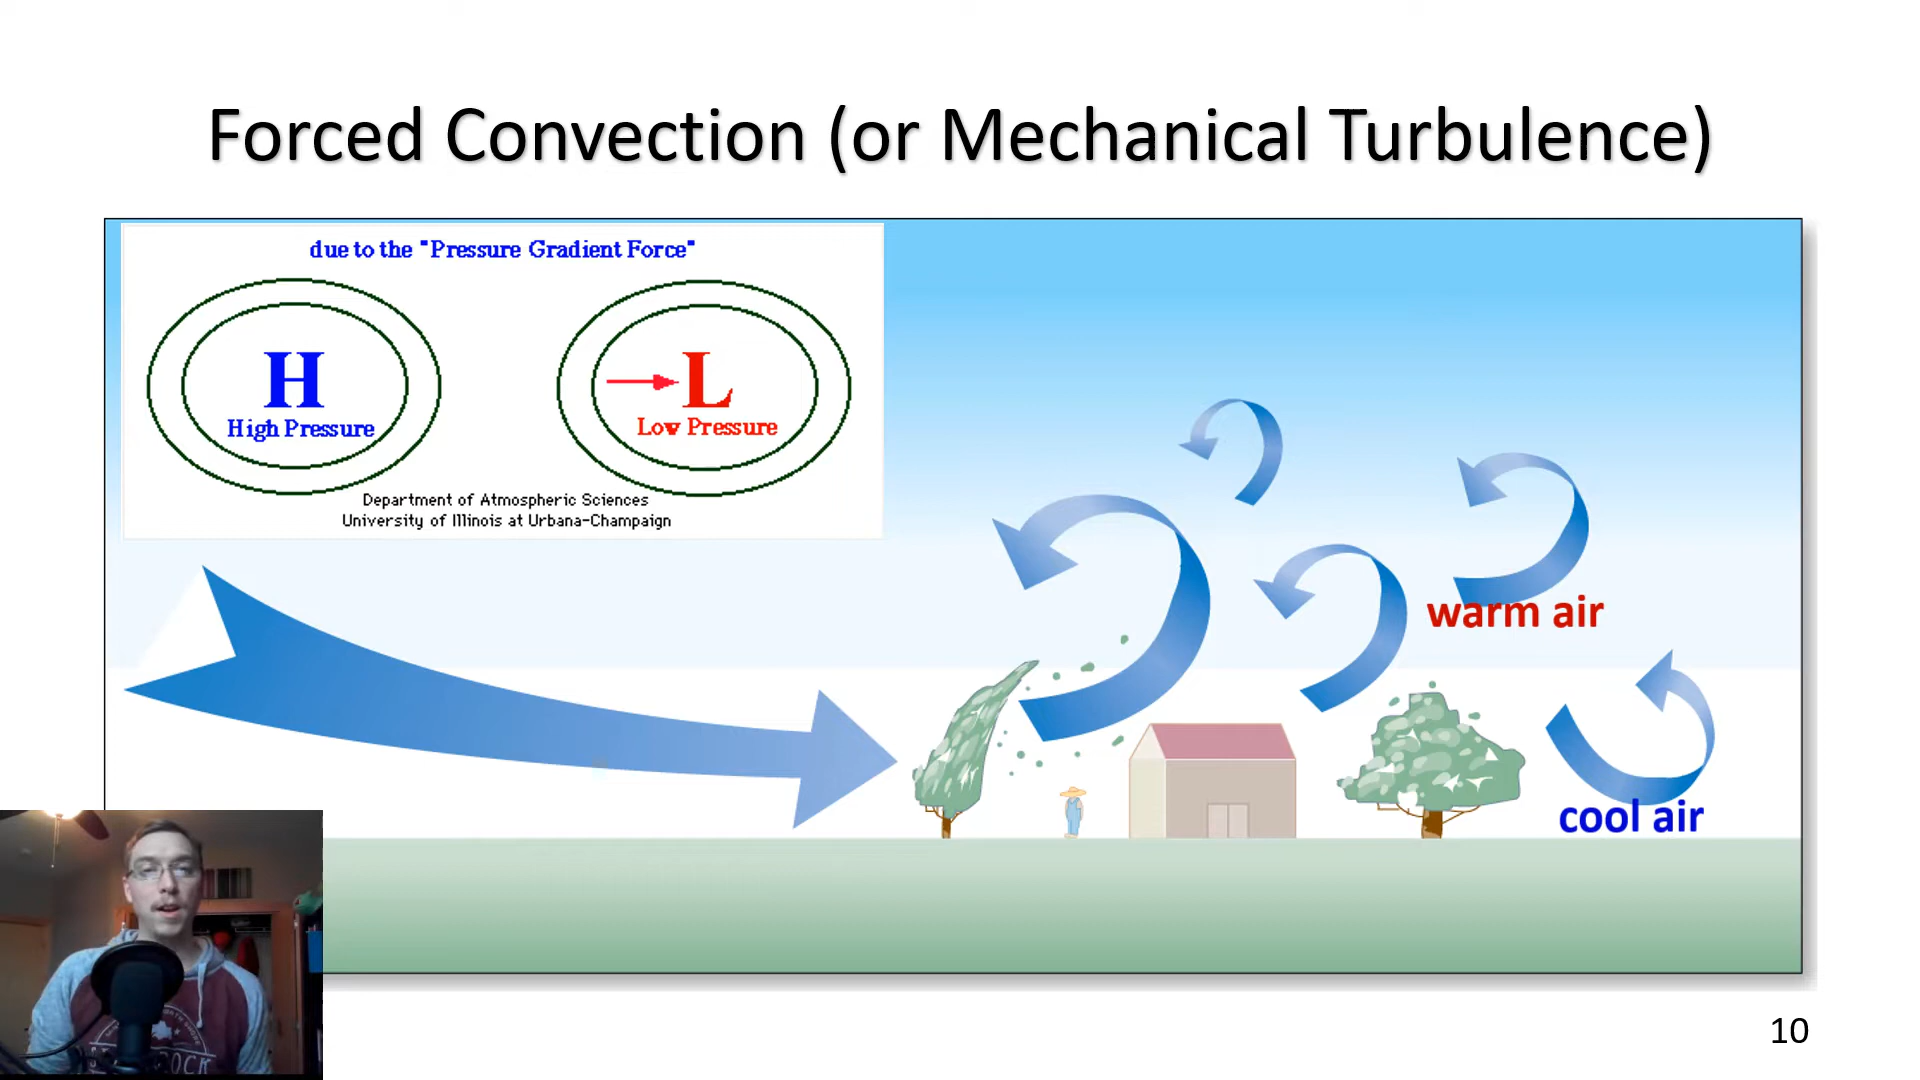 Forced Convection (or Mechanical Turbulence)
due to the "Pressure Gradient Force"
H
High Pressure
L
Low Pressure
Department of Atmospheric Sciences
University of Illinois at Urbana-Champaign
warm air
cool air
10